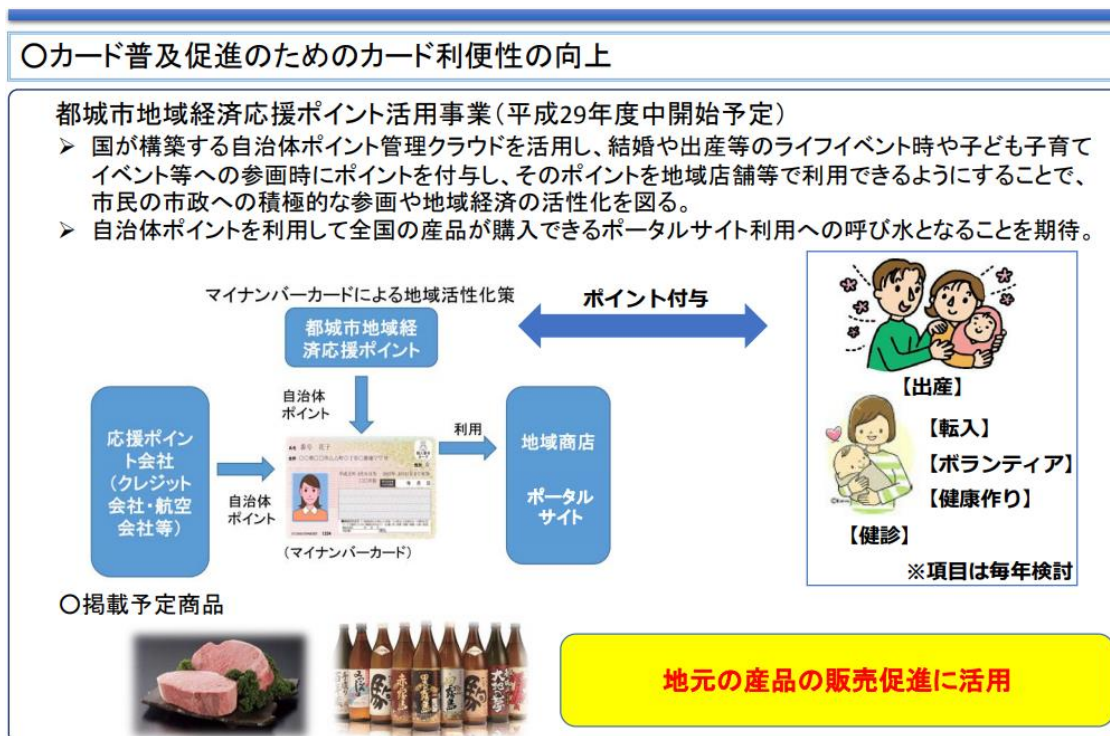 〇カード普及促進のためのカード利便性の向上
都城市地域経済応援ポイント活用事業(平成29年度中開始予定)
➢ 国が構築する自治体ポイント管理クラウドを活用し、結婚や出産等のライフイベント時や子ども子育て
イベント等への参画時にポイントを付与し、そのポイントを地域店舗等で利用できるようにすることで、
市民の市政への積極的な参画や地域経済の活性化を図る。
➢ 自治体ポイントを利用して全国の産品が購入できるポータルサイト利用への呼び水となることを期待。
マイナンバーカードによる地域活性化策
都城市地域経
済応援ポイント
ポイント付与
自治体
ポイント
応援ポイン
ト会社
(クレジット
会社・航空
会社等)
自治体
ポイント
番号 花子
1234
(マイナンバーカード)
利用
地域商店
ポータル
サイト
【出産】
【転入】
【ボランティア】
【健康作り】
【健診】
※項目は毎年検討
〇掲載予定商品
黒霧島
地元の産品の販売促進に活用